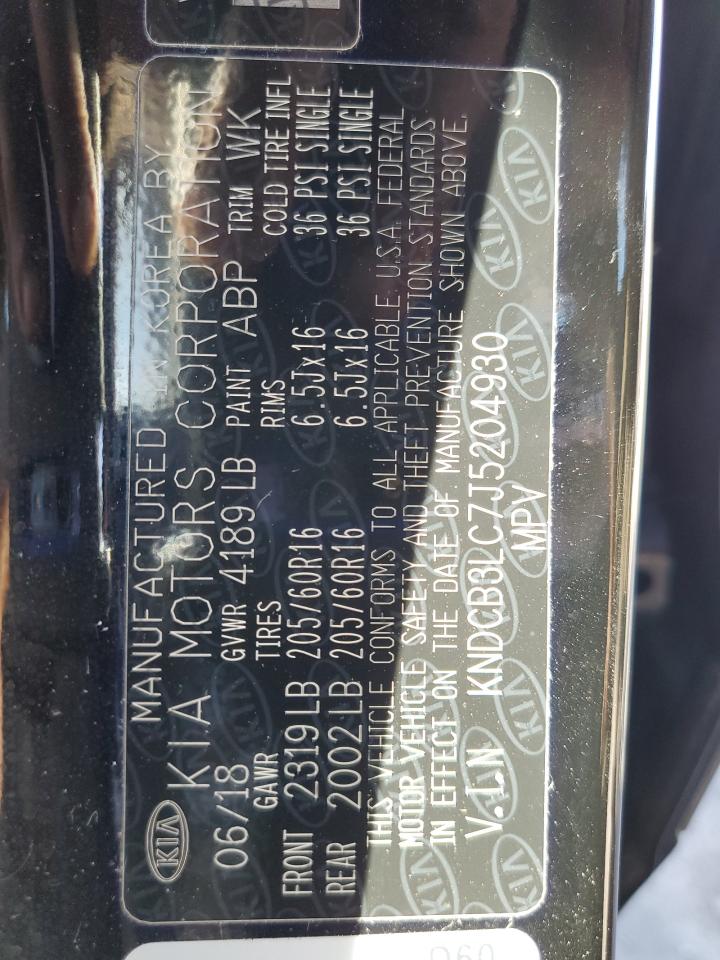 KIA
MANUFACTURED IN KOREA BY
KIA MOTORS CORPORATION
06/18 GVWR 4189 LB PAINT ABP TRIM WK
GAWR TIRES RIMS COLD TIRE INFL
FRONT 2319 LB 205/60R16 6.5Jx16 36 PSI SINGLE
REAR 2002 LB 205/60R16 6.5Jx16 36 PSI SINGLE
THIS VEHICLE CONFORMS TO ALL APPLICABLE U.S.A. FEDERAL
MOTOR VEHICLE SAFETY AND THEFT PREVENTION STANDARDS
IN EFFECT ON THE DATE OF MANUFACTURE SHOWN ABOVE.
V.I.N KNDCB3LC7J5204930
MPV